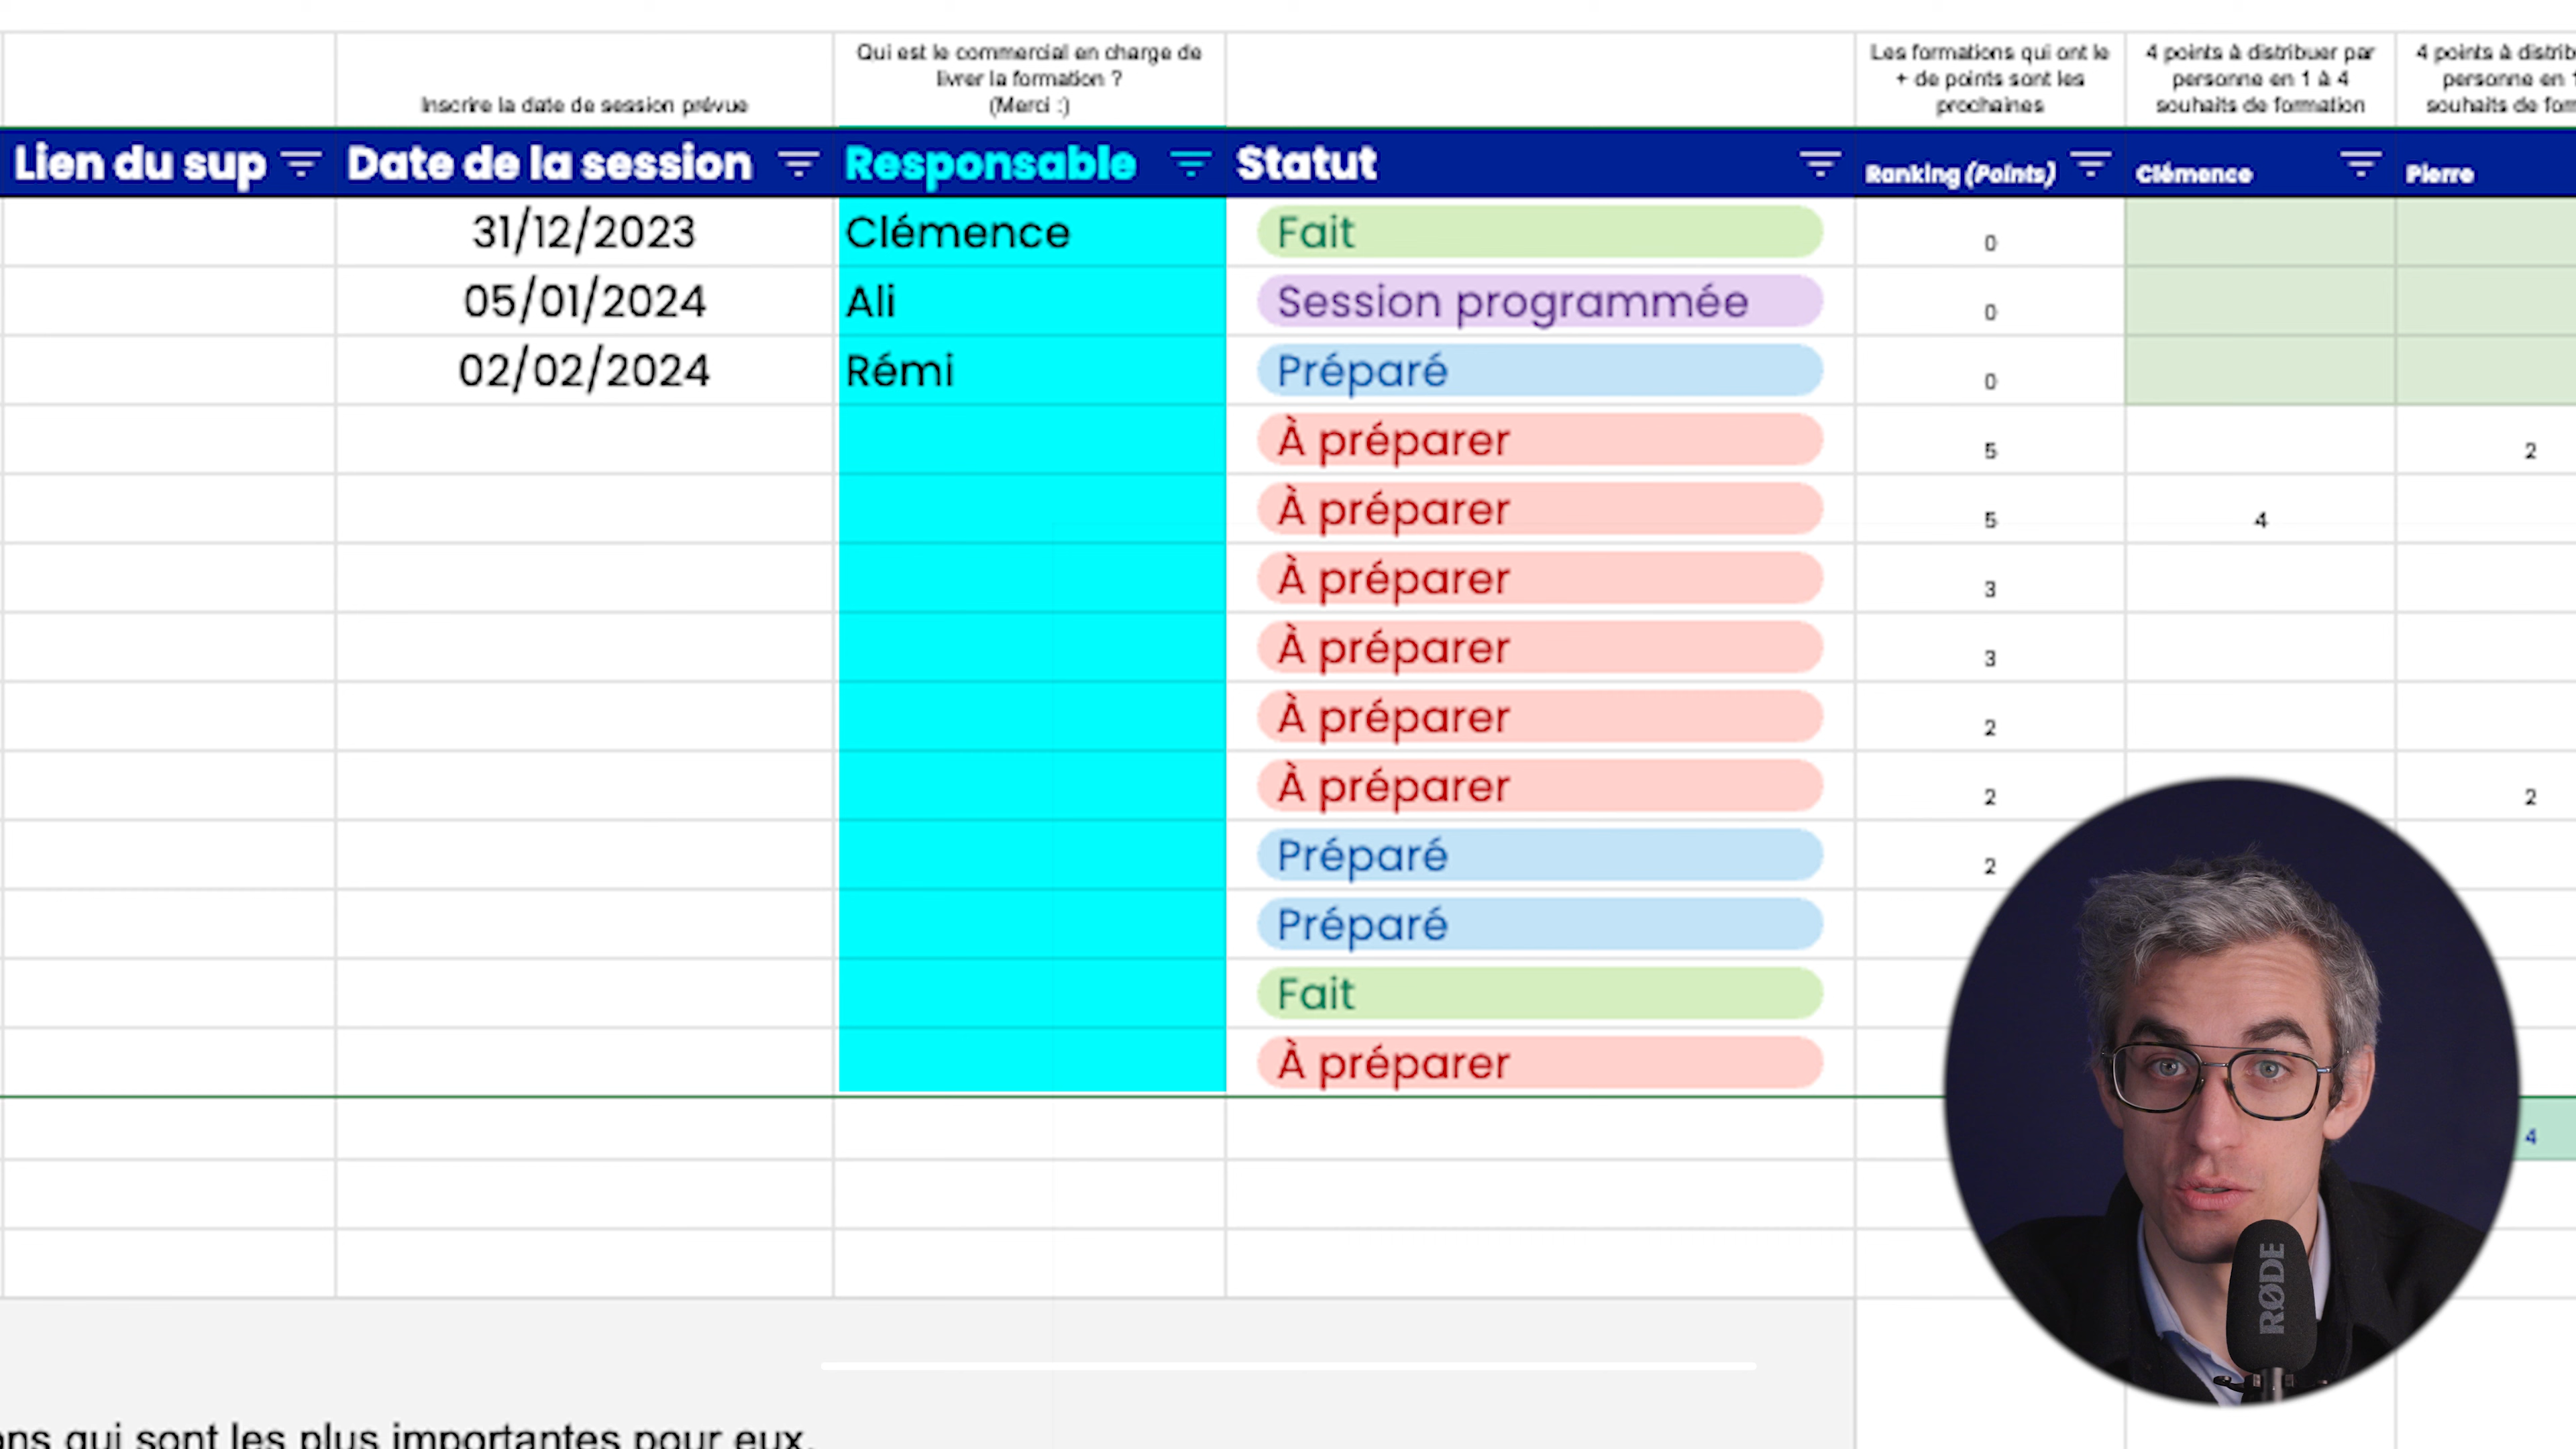 Qui est le commercial en charge de
livrer la formation ?
(Merci :)
Inscrire la date de session prévue
Les formations qui ont le
+ de points sont les
prochaines
4 points à distribuer par
personne en 1 à 4
souhaits de formation
4 points à distrib
personne en 1
souhaits de for
Lien du sup Date de la session Responsable Statut Ranking (Points) Clémence Pierre
31/12/2023 Clémence Fait 0
05/01/2024 Ali Session programmée 0
02/02/2024 Rémi Préparé 0
À préparer 5 2
À préparer 5 4
À préparer 3
À préparer 3
À préparer 2
À préparer 2 2
Préparé 2
Préparé
Fait
À préparer
4
RØDE
ons qui sont les plus importantes pour eux.